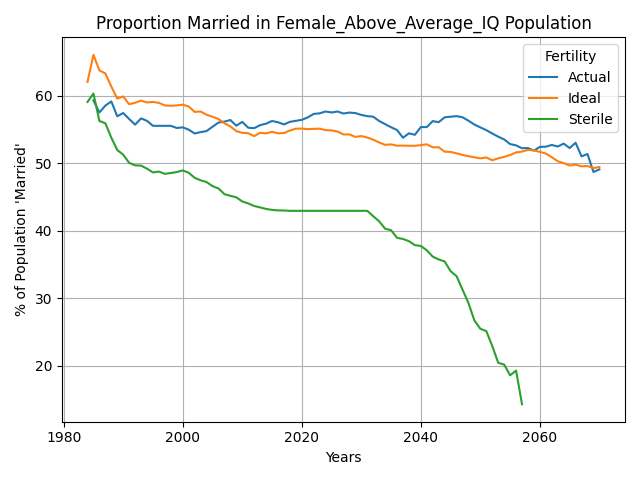 Proportion Married in Female_Above_Average_IQ Population
Fertility
Actual
Ideal
Sterile
% of Population 'Married'
60
50
40
30
20
1980
2000
2020
2040
2060
Years